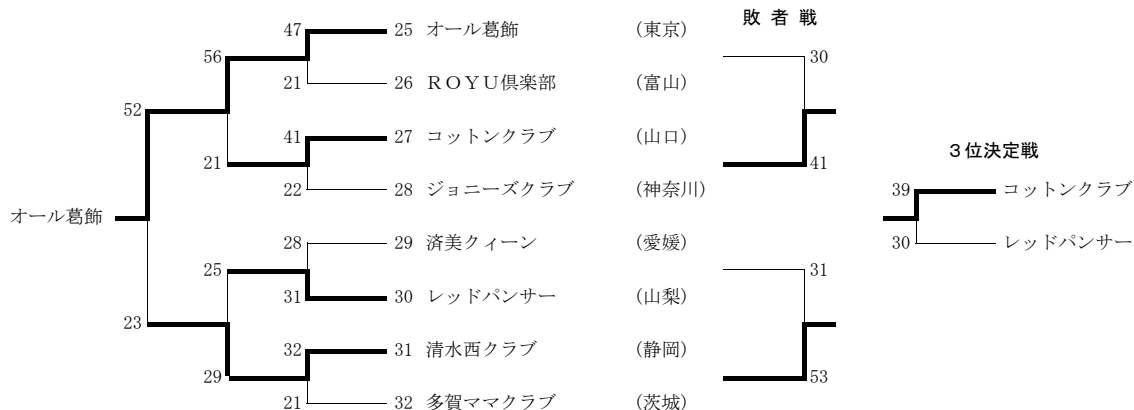 敗者戦
47 25 オール葛飾 (東京) 30
56
21 26 ROYU倶楽部 (富山)
52
41 27 コットンクラブ (山口)
21 41
3位決定戦
22 28 ジョニーズクラブ (神奈川) 39 コットンクラブ
オール葛飾
28 29 済美クィーン (愛媛) 30 レッドパンサー
25 31
31 30 レッドパンサー (山梨)
23
32 31 清水西クラブ (静岡)
29 53
21 32 多賀ママクラブ (茨城)